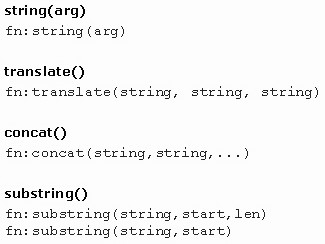 string(arg)
fn:string(arg)
translate()
fn:translate(string, string, string)
concat()
fn:concat(string,string,...)
substring()
fn:substring(string,start,len)
fn:substring(string,start)